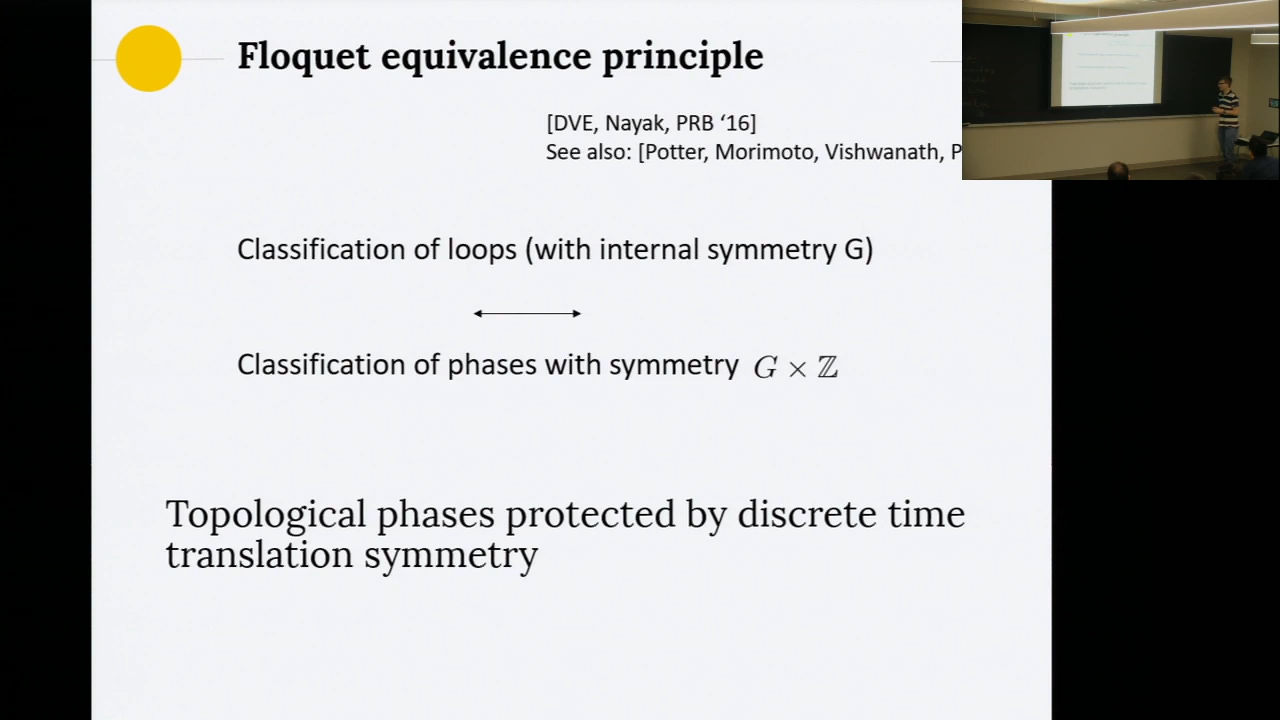 Floquet equivalence principle
[DVE, Nayak, PRB ‘16]
See also: [Potter, Morimoto, Vishwanath, P
Classification of loops (with internal symmetry G)
Classification of phases with symmetry G × ℤ
Topological phases protected by discrete time
translation symmetry